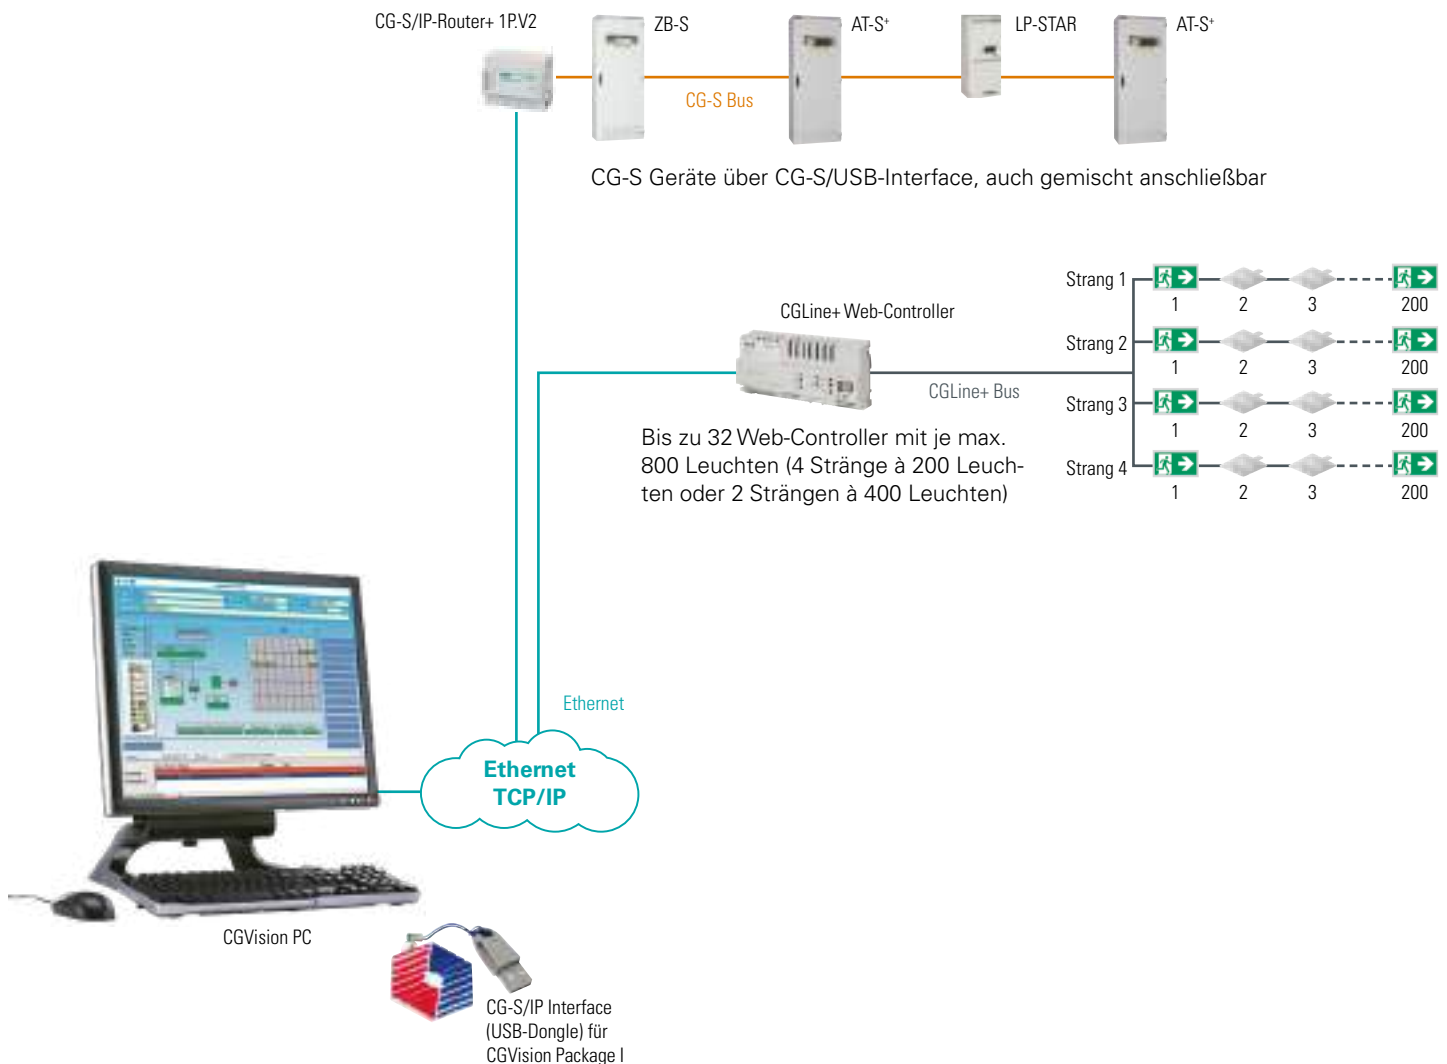 CG-S/IP-Router+ 1P.V2
ZB-S
AT-S+
LP-STAR
AT-S+
CG-S Bus
CG-S Geräte über CG-S/USB-Interface, auch gemischt anschließbar
CGLine+ Web-Controller
CGLine+ Bus
Strang 1
1 2 3 200
Strang 2
1 2 3 200
Strang 3
1 2 3 200
Strang 4
1 2 3 200
Bis zu 32 Web-Controller mit je max.
800 Leuchten (4 Stränge à 200 Leuch-
ten oder 2 Strängen à 400 Leuchten)
Ethernet
Ethernet
TCP/IP
CGVision PC
CG-S/IP Interface
(USB-Dongle) für
CGVision Package I